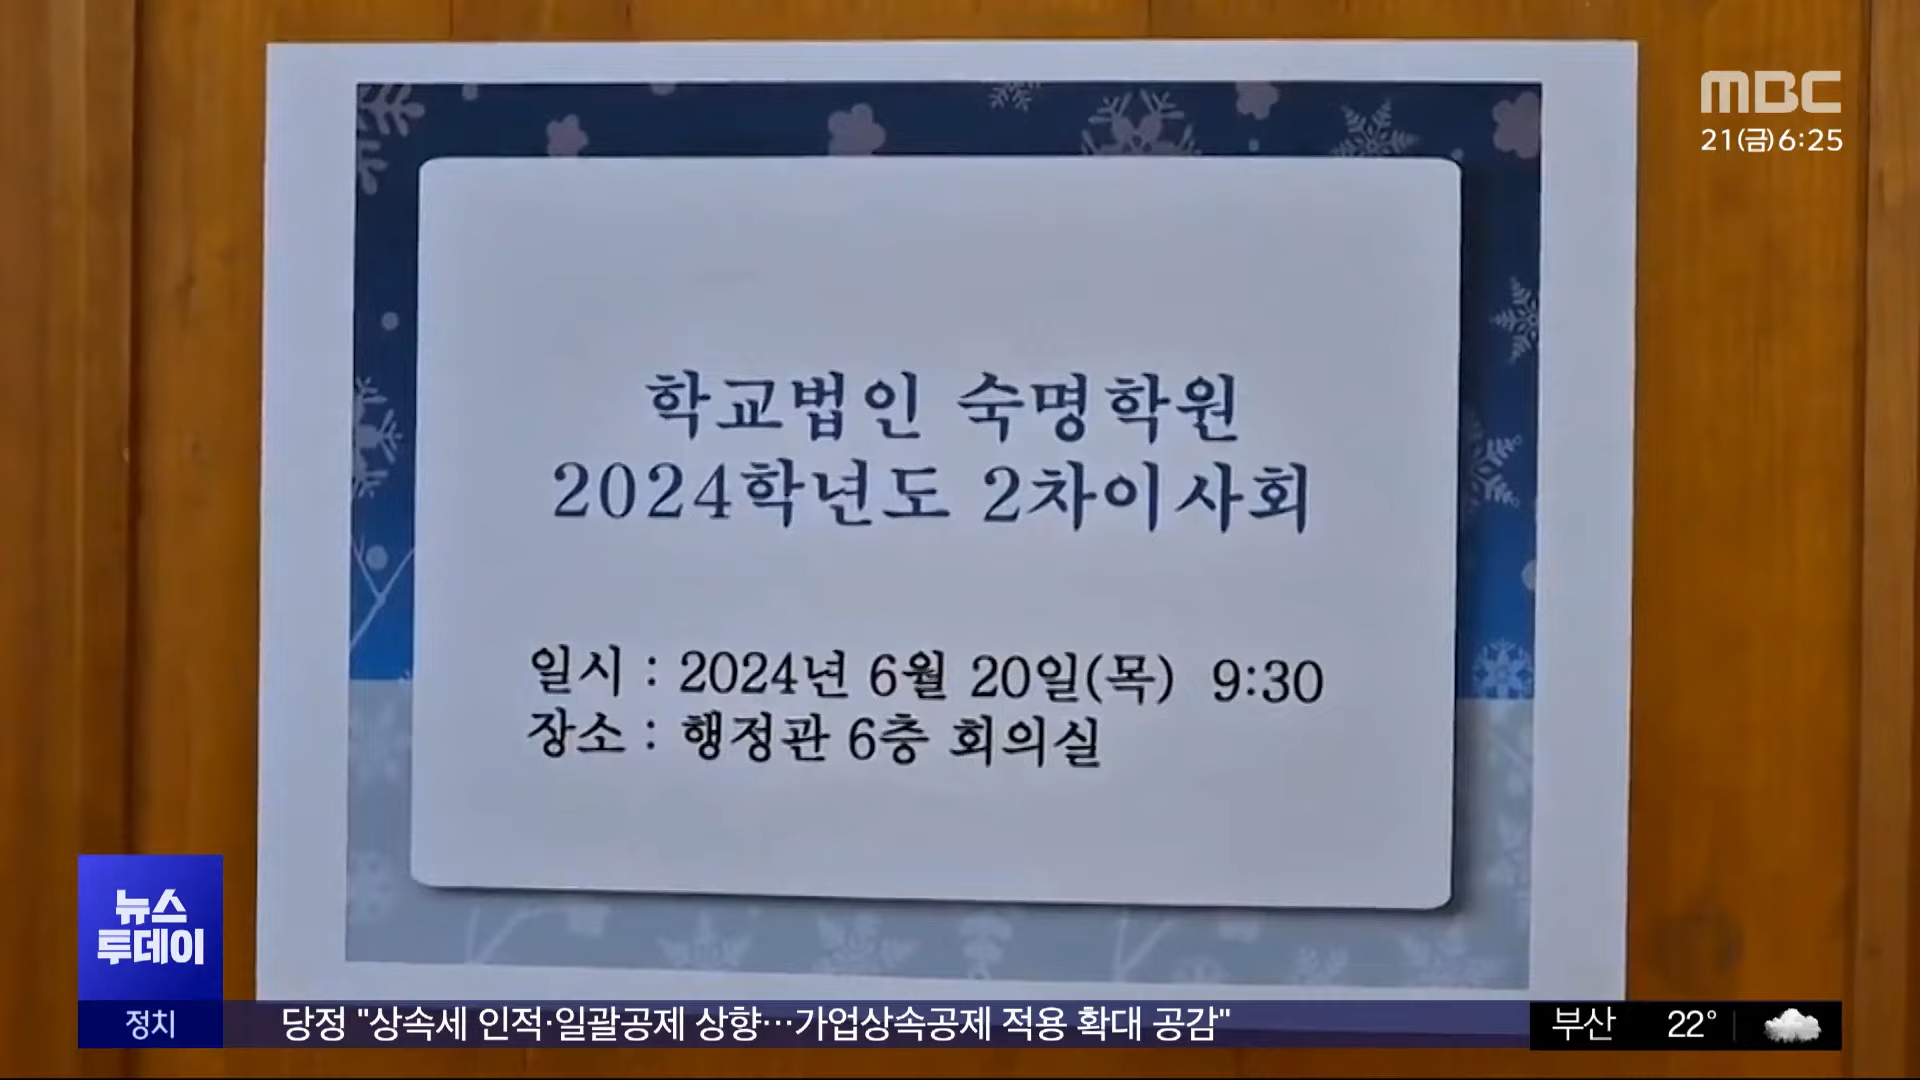 MBC
21(금)6:25
학교법인 숙명학원
2024학년도 2차이사회
일시 : 2024년 6월 20일(목) 9:30
장소 : 행정관 6층 회의실
뉴스
투데이
정치
당정 "상속세 인적·일괄공제 상향…가업상속공제 적용 확대 공감"
부산 22°